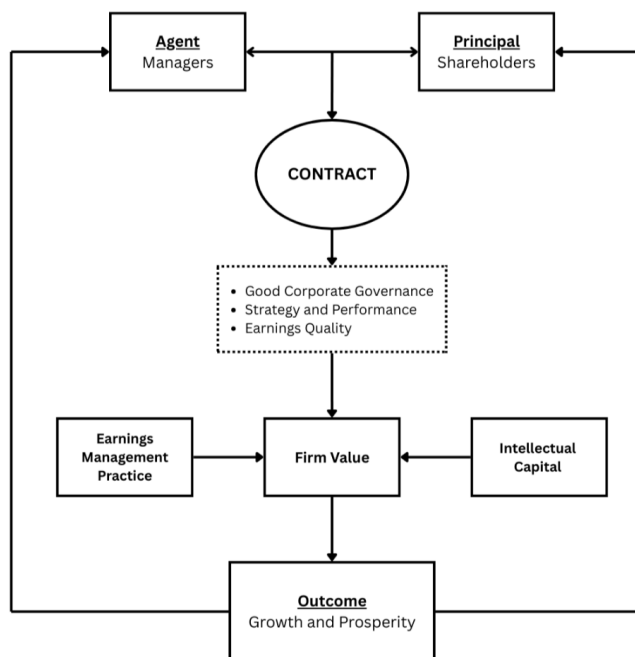 Agent
Managers
Principal
Shareholders
CONTRACT
• Good Corporate Governance
• Strategy and Performance
• Earnings Quality
Earnings
Management
Practice
Firm Value
Intellectual
Capital
Outcome
Growth and Prosperity